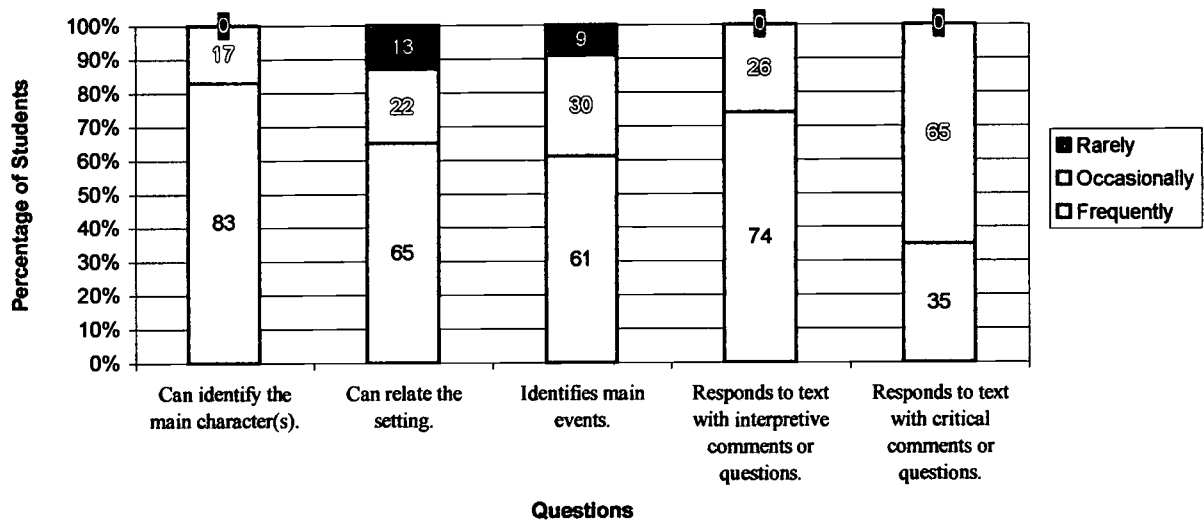 Percentage of Students
100%
90%
80%
70%
60%
50%
40%
30%
20%
10%
0%
0
17
83
13
22
65
9
30
61
0
26
74
0
65
35
Rarely
Occasionally
Frequently
Can identify the
main character(s).
Can relate the
setting.
Identifies main
events.
Responds to text
with interpretive
comments or
questions.
Responds to text
with critical
comments or
questions.
Questions